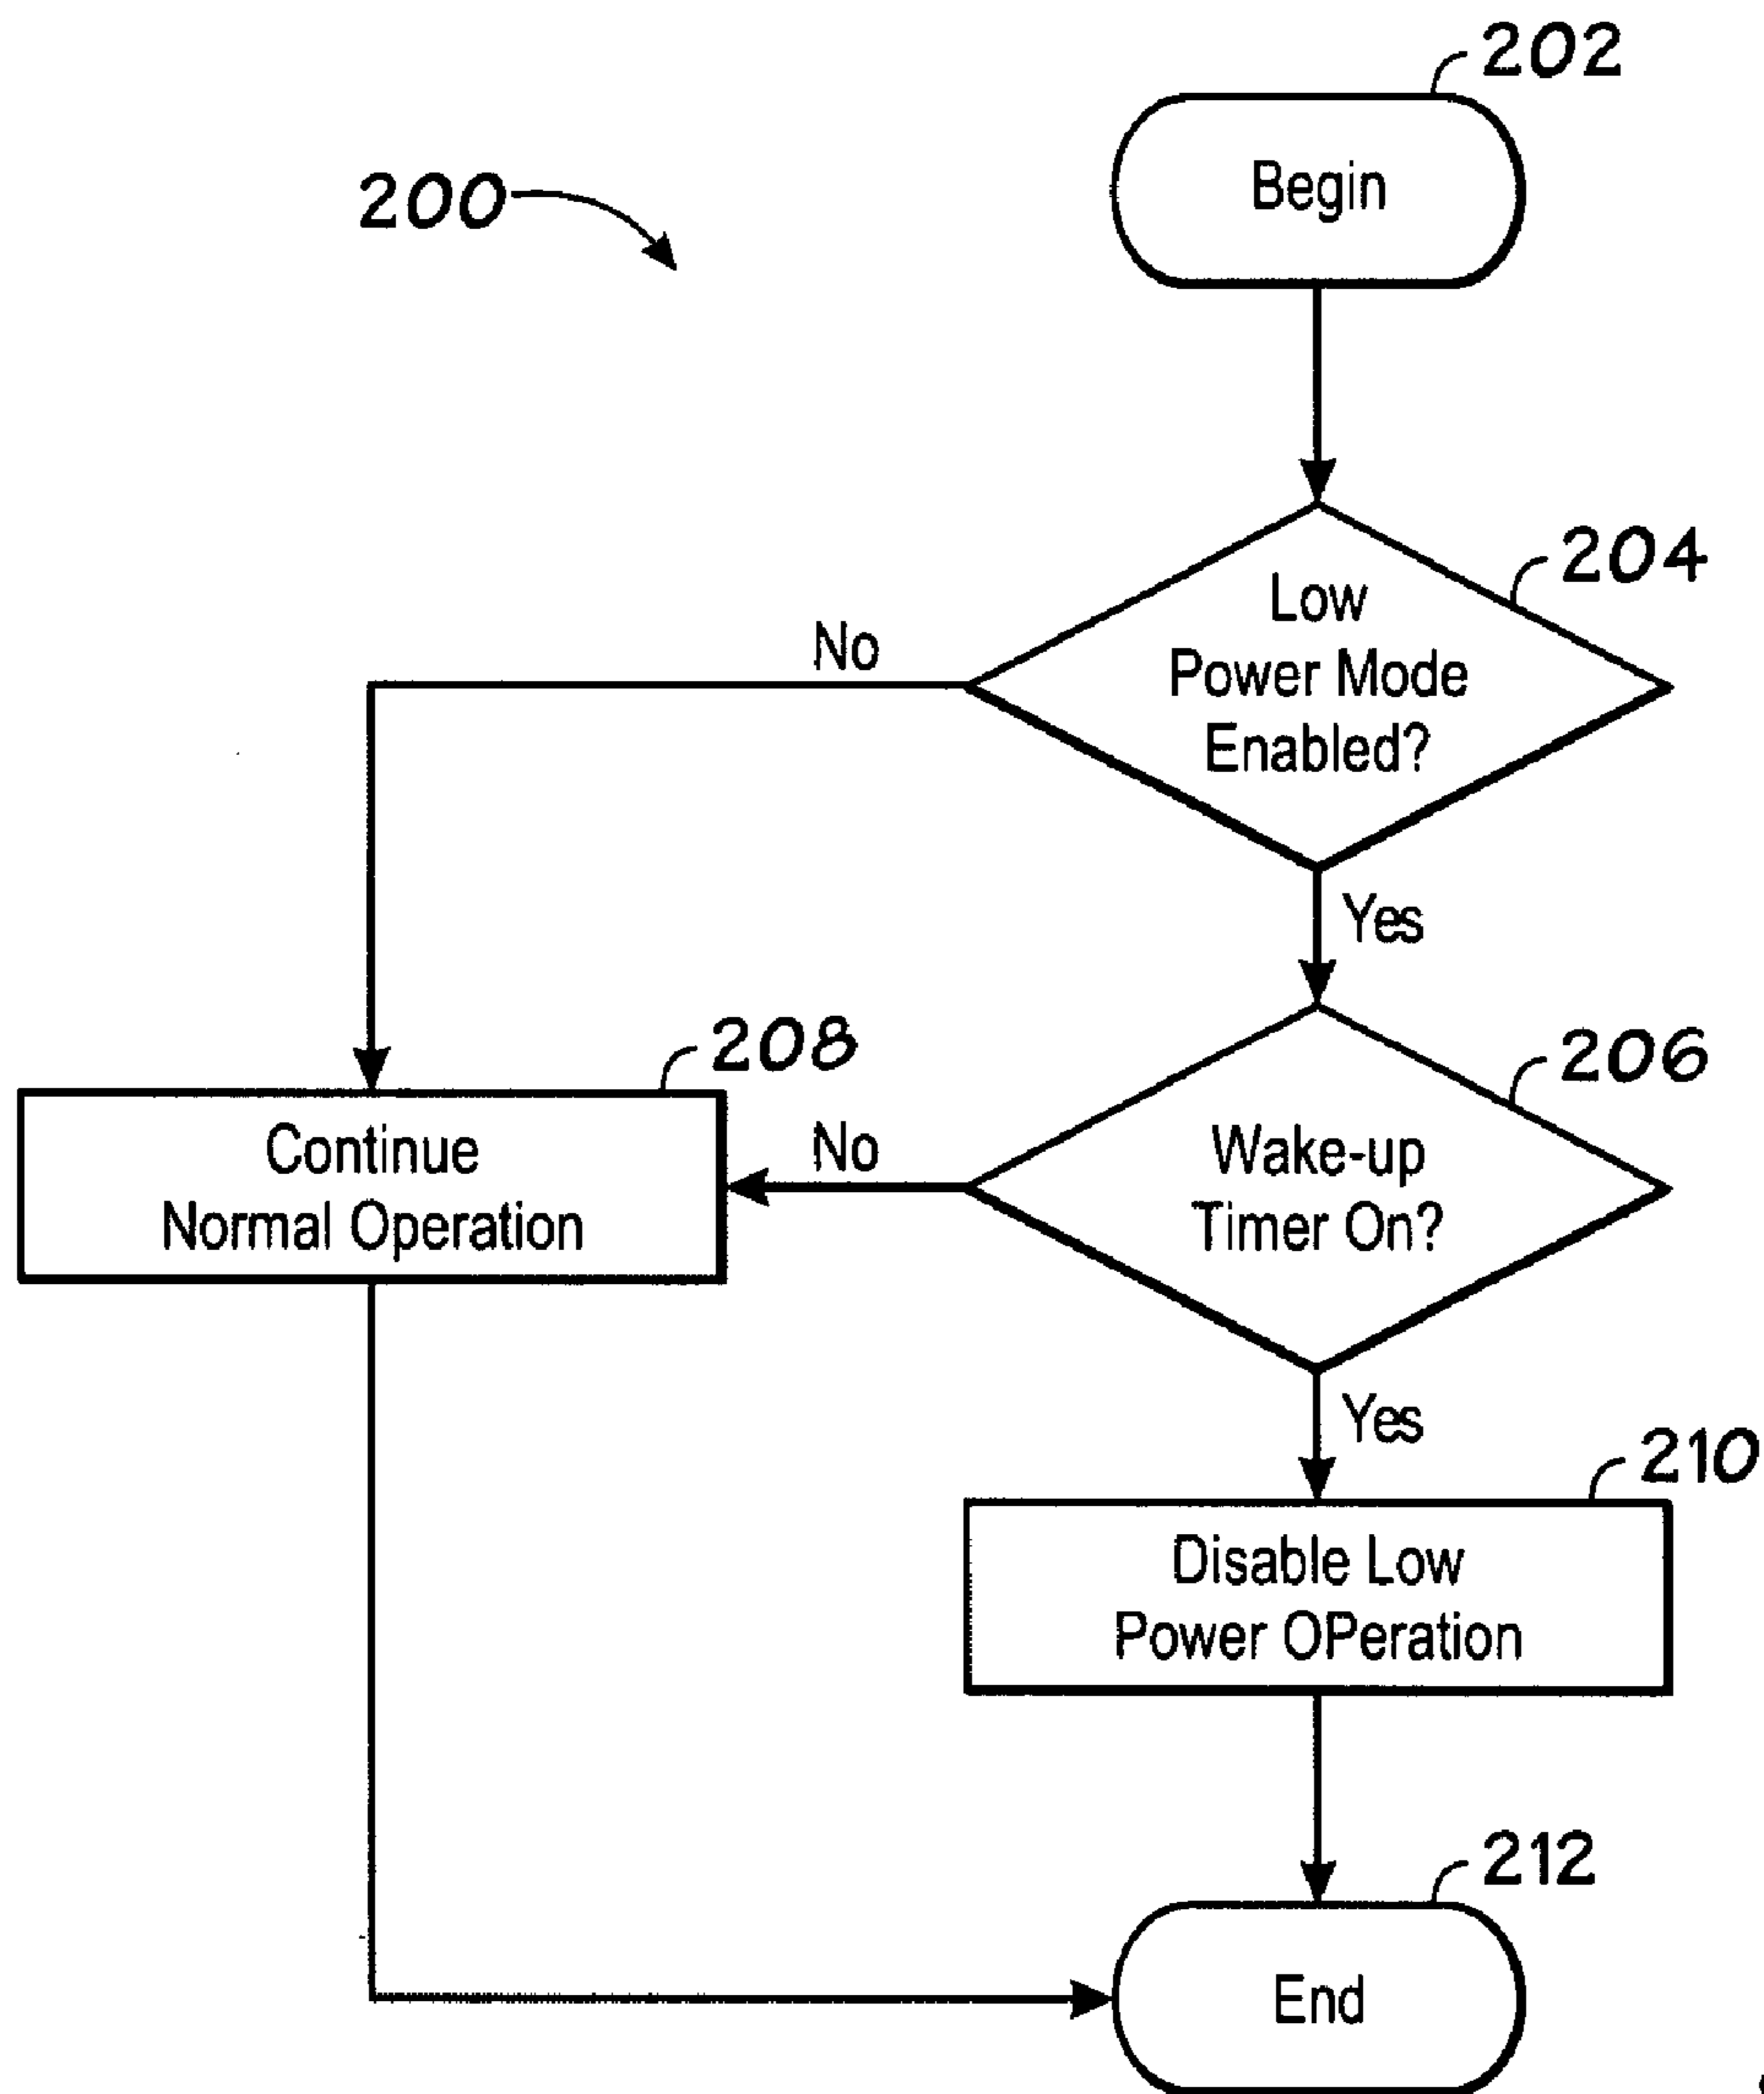 202
Begin
200
204
Low
Power Mode
Enabled?
No
Yes
208
206
Continue
Normal Operation
No
Wake-up
Timer On?
Yes
210
Disable Low
Power OPeration
212
End